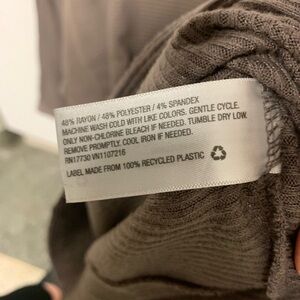 48% RAYON / 48% POLYESTER / 4% SPANDEX
MACHINE WASH COLD WITH LIKE COLORS. GENTLE CYCLE.
ONLY NON-CHLORINE BLEACH IF NEEDED. TUMBLE DRY LOW.
REMOVE PROMPTLY. COOL IRON IF NEEDED.
RN17730 VN1107216
LABEL MADE FROM 100% RECYCLED PLASTIC